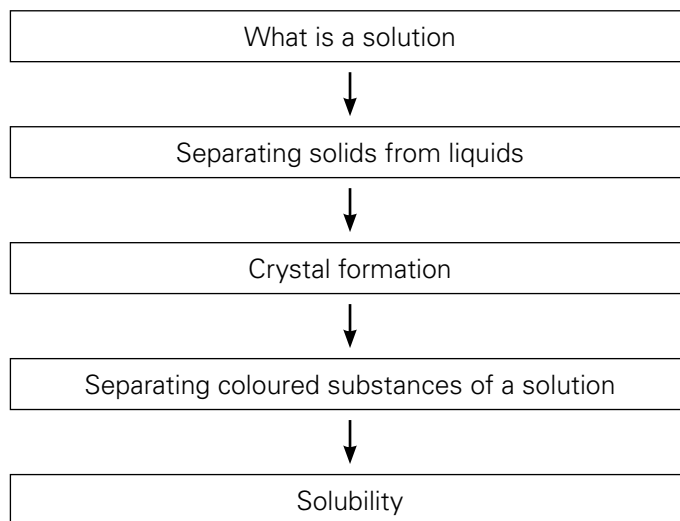 What is a solution
Separating solids from liquids
Crystal formation
Separating coloured substances of a solution
Solubility